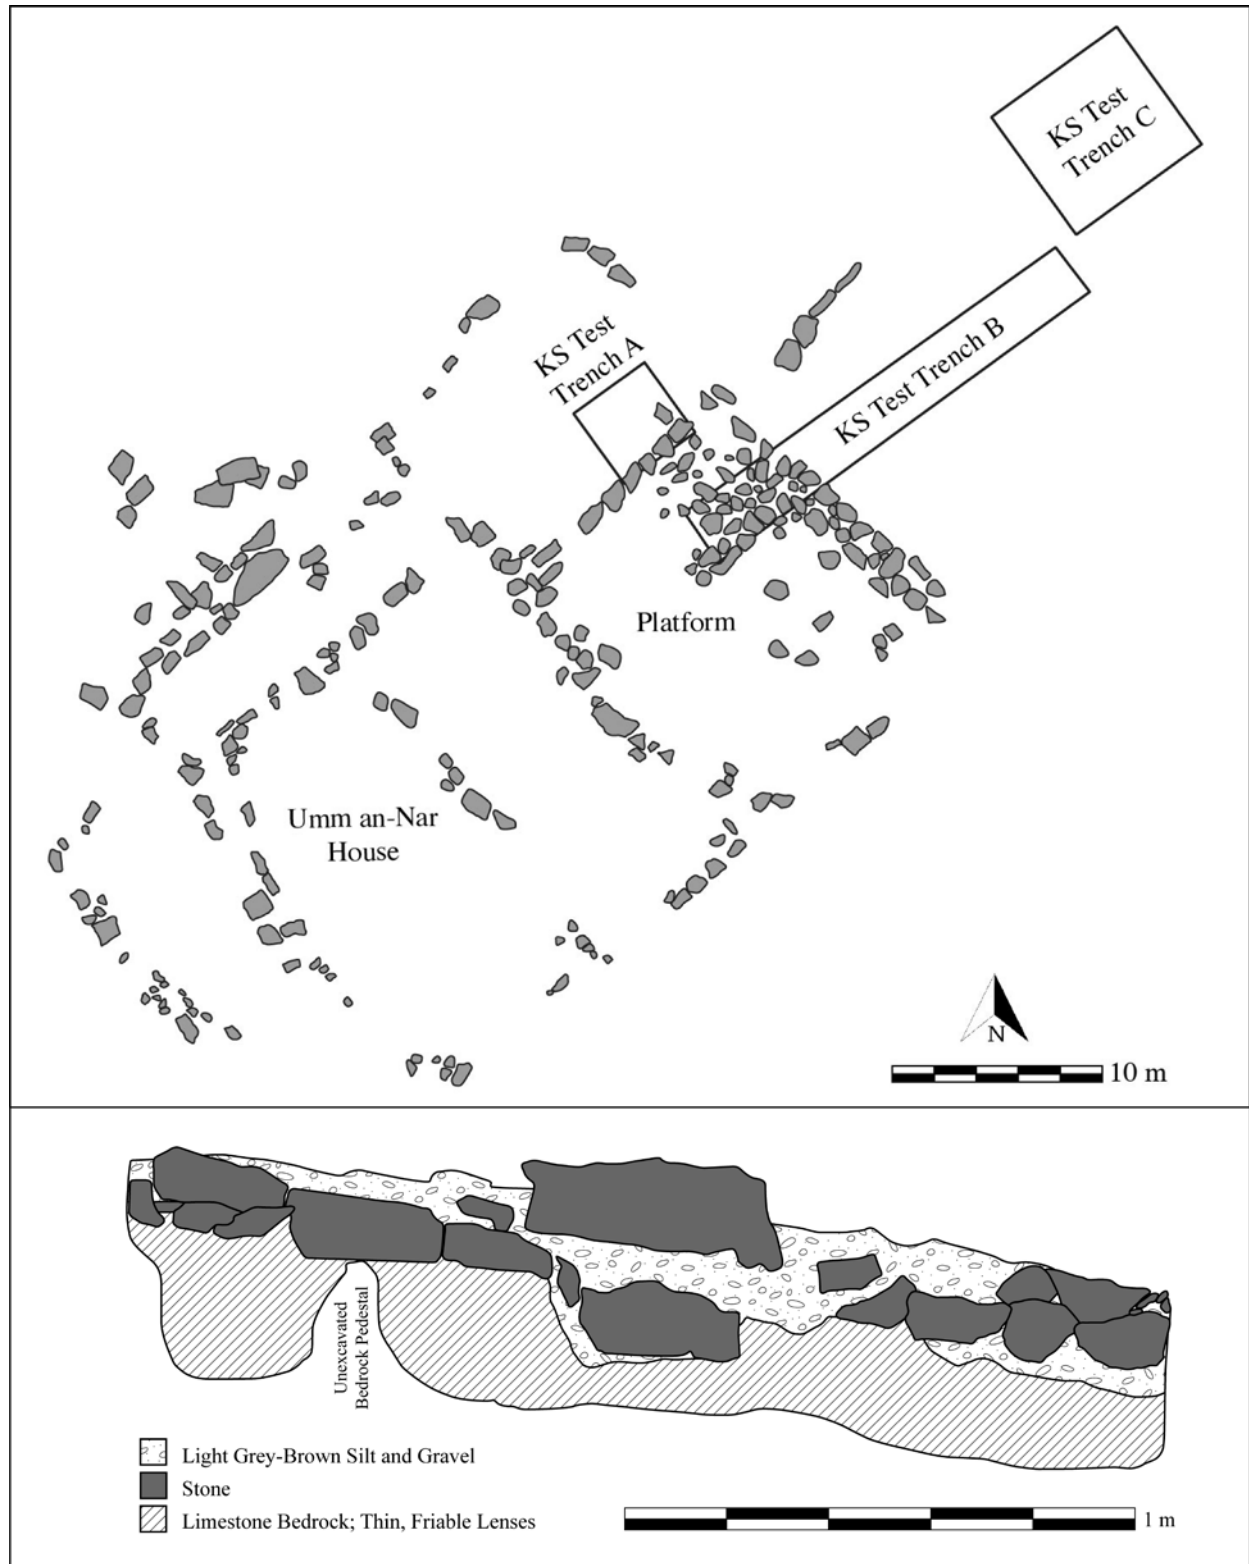 KS Test
Trench C
KS Test
Trench A
KS Test Trench B
Platform
Umm an-Nar
House
N
10 m
Unexcavated
Bedrock Pedestal
Light Grey-Brown Silt and Gravel
Stone
Limestone Bedrock; Thin, Friable Lenses
1 m